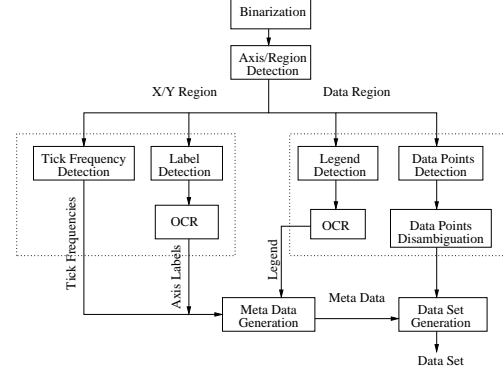 Binarization
Axis/Region
Detection
X/Y Region
Data Region
Tick Frequency
Detection
Label
Detection
Legend
Detection
Data Points
Detection
OCR
OCR
Data Points
Disambiguation
Tick Frequencies
Axis Labels
Legend
Meta Data
Generation
Meta Data
Data Set
Generation
Data Set